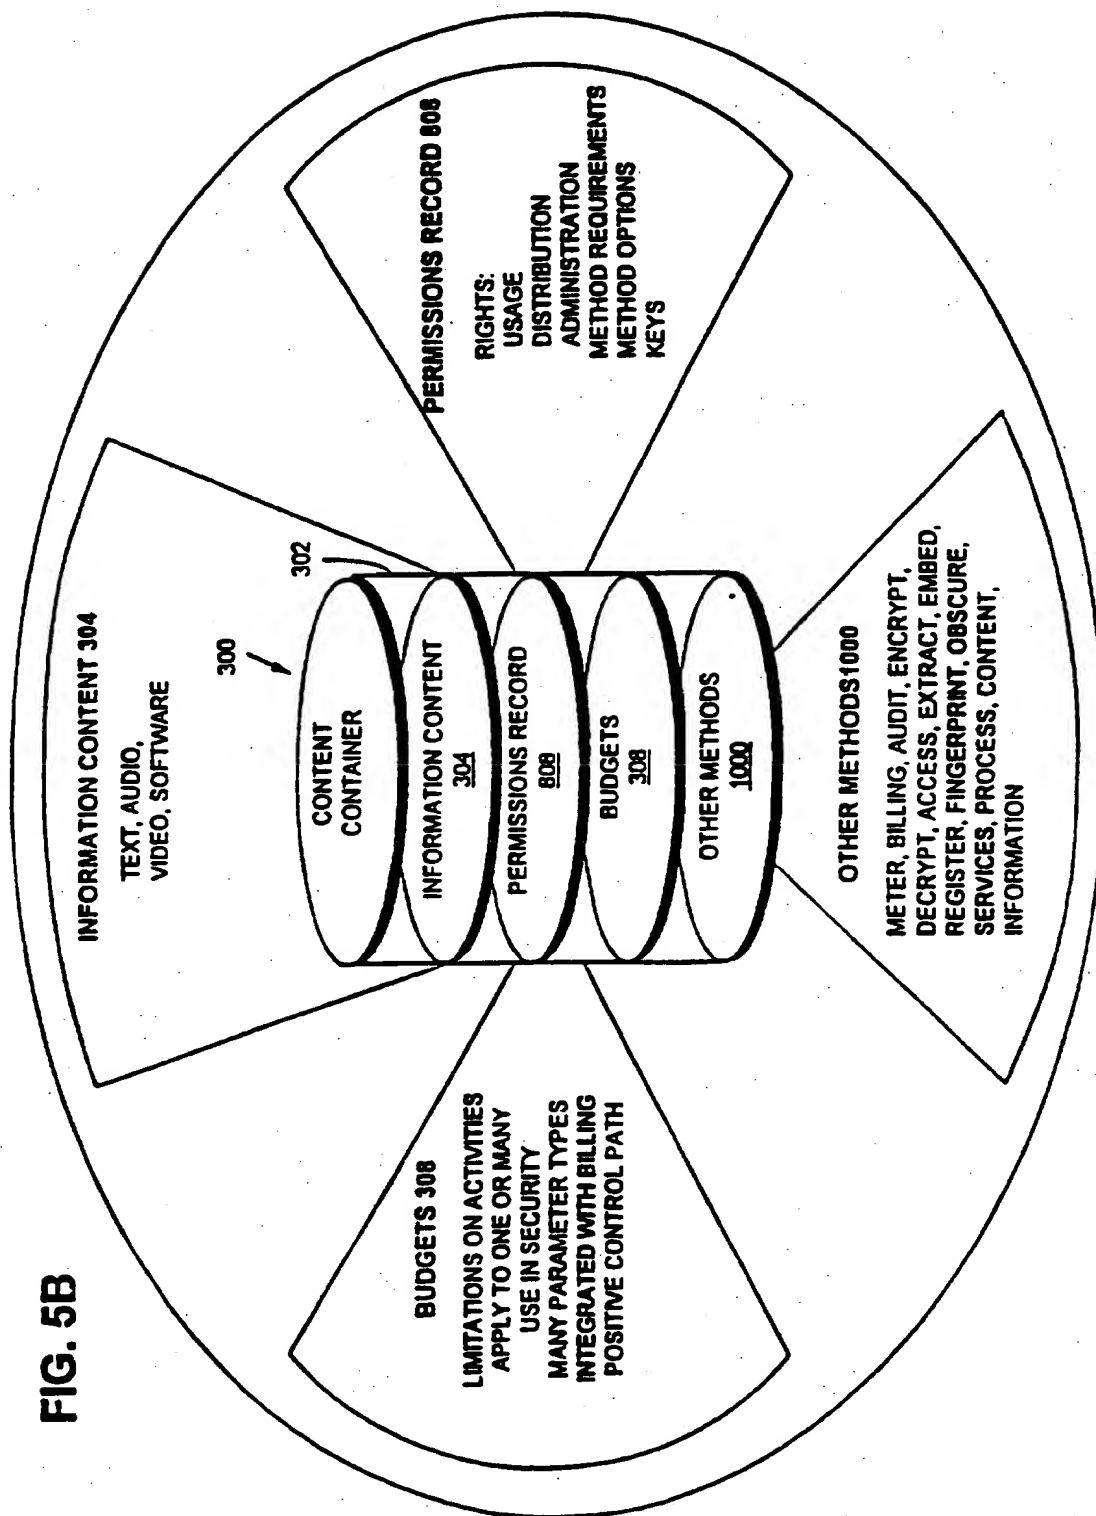 FIG. 5B
INFORMATION CONTENT 304
TEXT, AUDIO,
VIDEO, SOFTWARE
BUDGETS 308
LIMITATIONS ON ACTIVITIES
APPLY TO ONE OR MANY
USE IN SECURITY
MANY PARAMETER TYPES
INTEGRATED WITH BILLING
POSITIVE CONTROL PATH
300
302
CONTENT
CONTAINER
INFORMATION CONTENT
304
PERMISSIONS RECORD
808
BUDGETS
308
OTHER METHODS
1000
PERMISSIONS RECORD 808
RIGHTS:
USAGE
DISTRIBUTION
ADMINISTRATION
METHOD REQUIREMENTS
METHOD OPTIONS
KEYS
OTHER METHODS1000
METER, BILLING, AUDIT, ENCRYPT,
DECRYPT, ACCESS, EXTRACT, EMBED,
REGISTER, FINGERPRINT, OBSCURE,
SERVICES, PROCESS, CONTENT,
INFORMATION